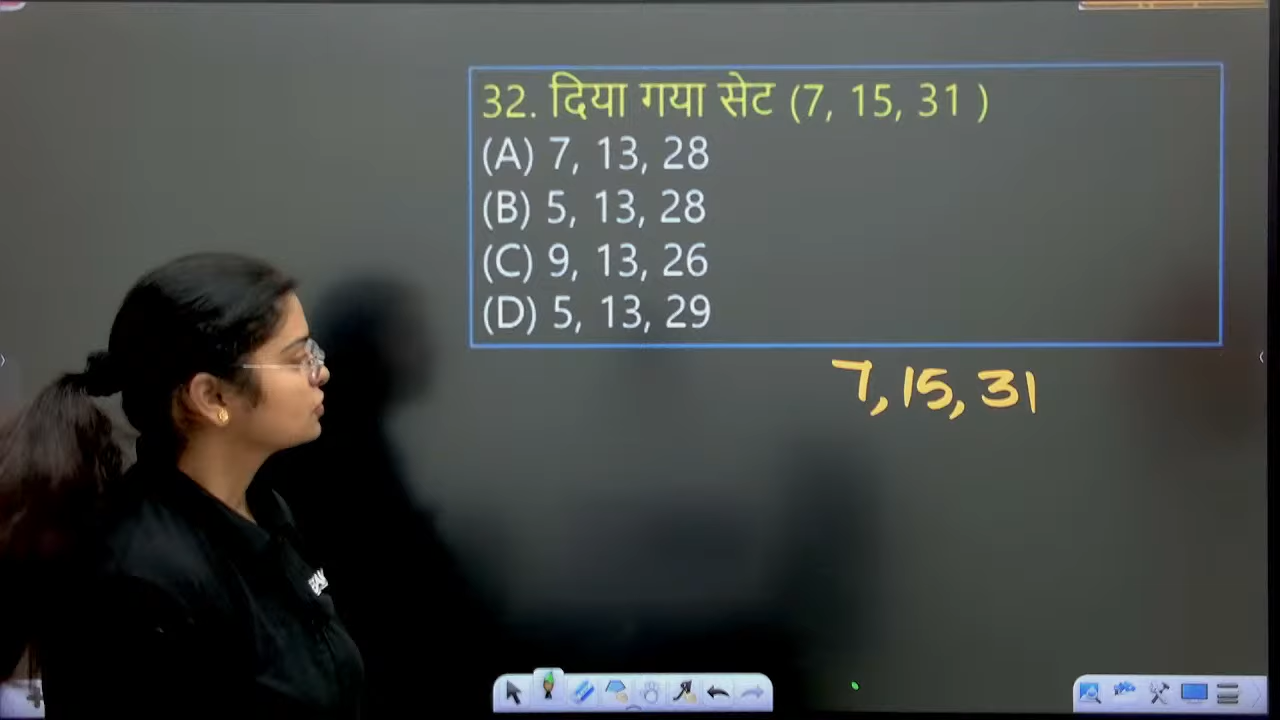 32. दिया गया सेट (7, 15, 31 )
(A) 7, 13, 28
(B) 5, 13, 28
(C) 9, 13, 26
(D) 5, 13, 29
7, 15, 31